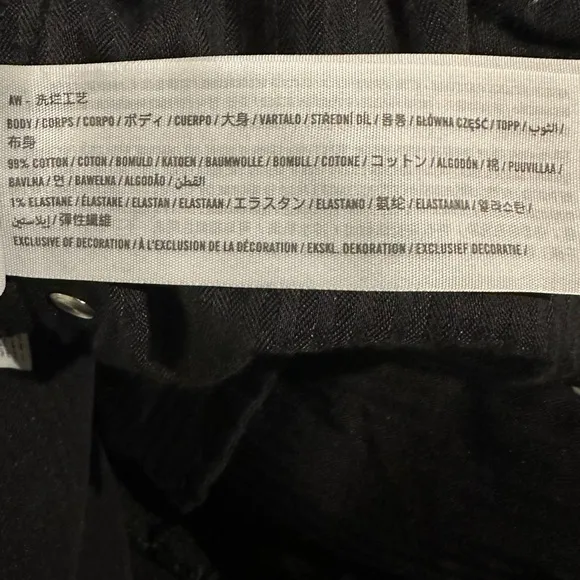 AW - 洗烂工艺
BODY / CORPS / CORPO / ボディ / CUERPO / 大身 / VARTALO / STŘEDNÍ DÍL / 몸통 / GŁÓWNA CZĘŚĆ / TOPP / الثوب /
布身
99% COTTON / COTON / BOMULD / KATOEN / BAUMWOLLE / BOMULL / COTONE / コットン / ALGODÓN / 棉 / PUUVILLAA /
BAVLNA / 면 / BAWEŁNA / ALGODÃO / القطن
1% ELASTANE / ÉLASTANE / ELASTAN / ELASTAAN / エラスタン / ELASTANO / 氨纶 / ELASTAANIA / 엘라스탄 /
إيلاستين / 彈性纖維
EXCLUSIVE OF DECORATION / À L'EXCLUSION DE LA DÉCORATION / EKSKL. DEKORATION / EXCLUSIEF DECORATIE /